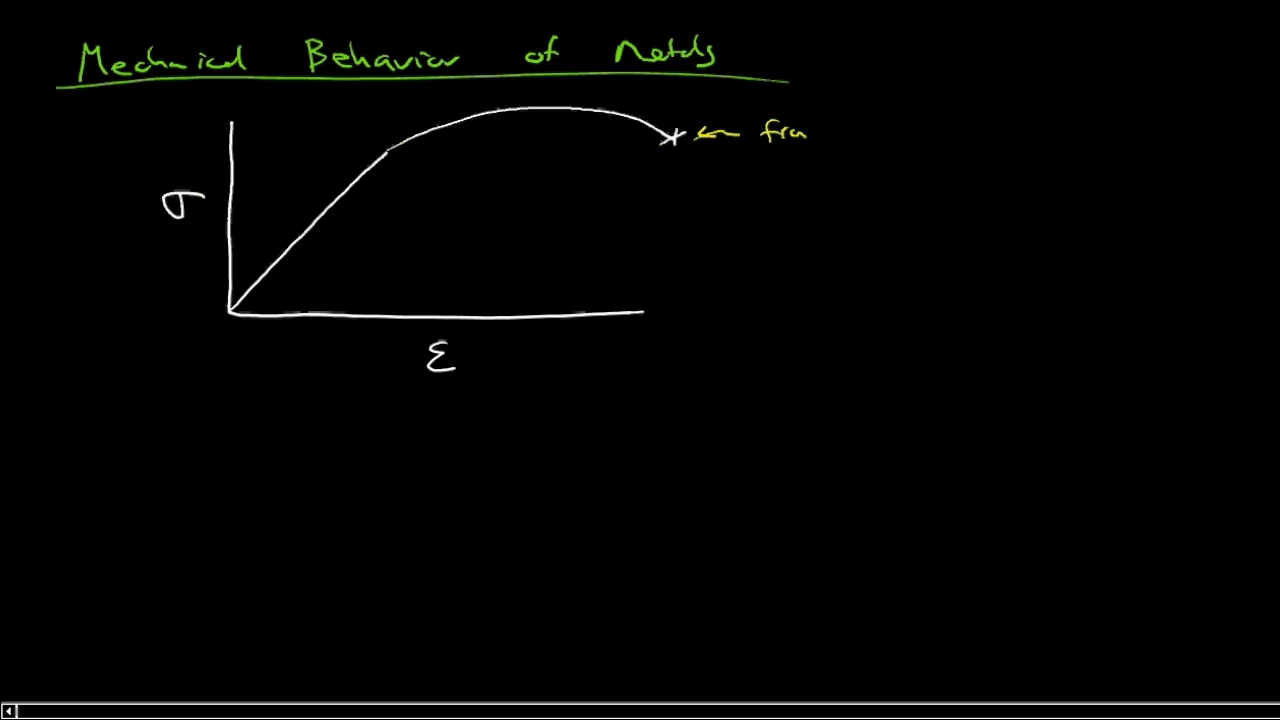 Mechanical Behavior of Metals
← fra
σ
ε